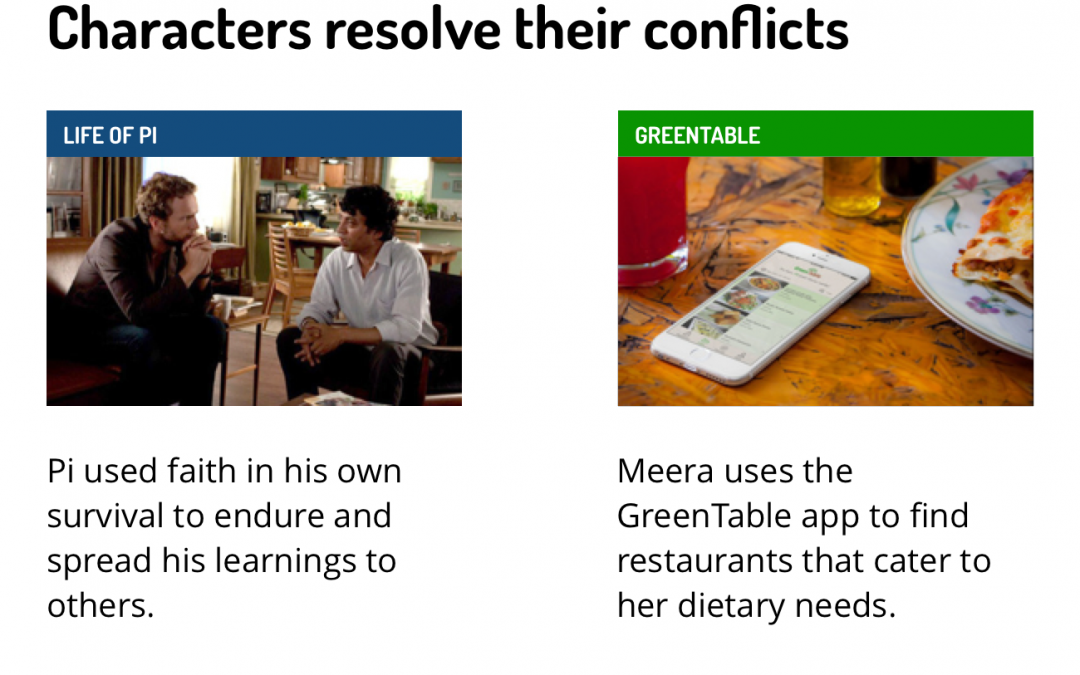 Characters resolve their conflicts
LIFE OF PI
Pi used faith in his own
survival to endure and
spread his learnings to
others.
GREENTABLE
Meera uses the
GreenTable app to find
restaurants that cater to
her dietary needs.